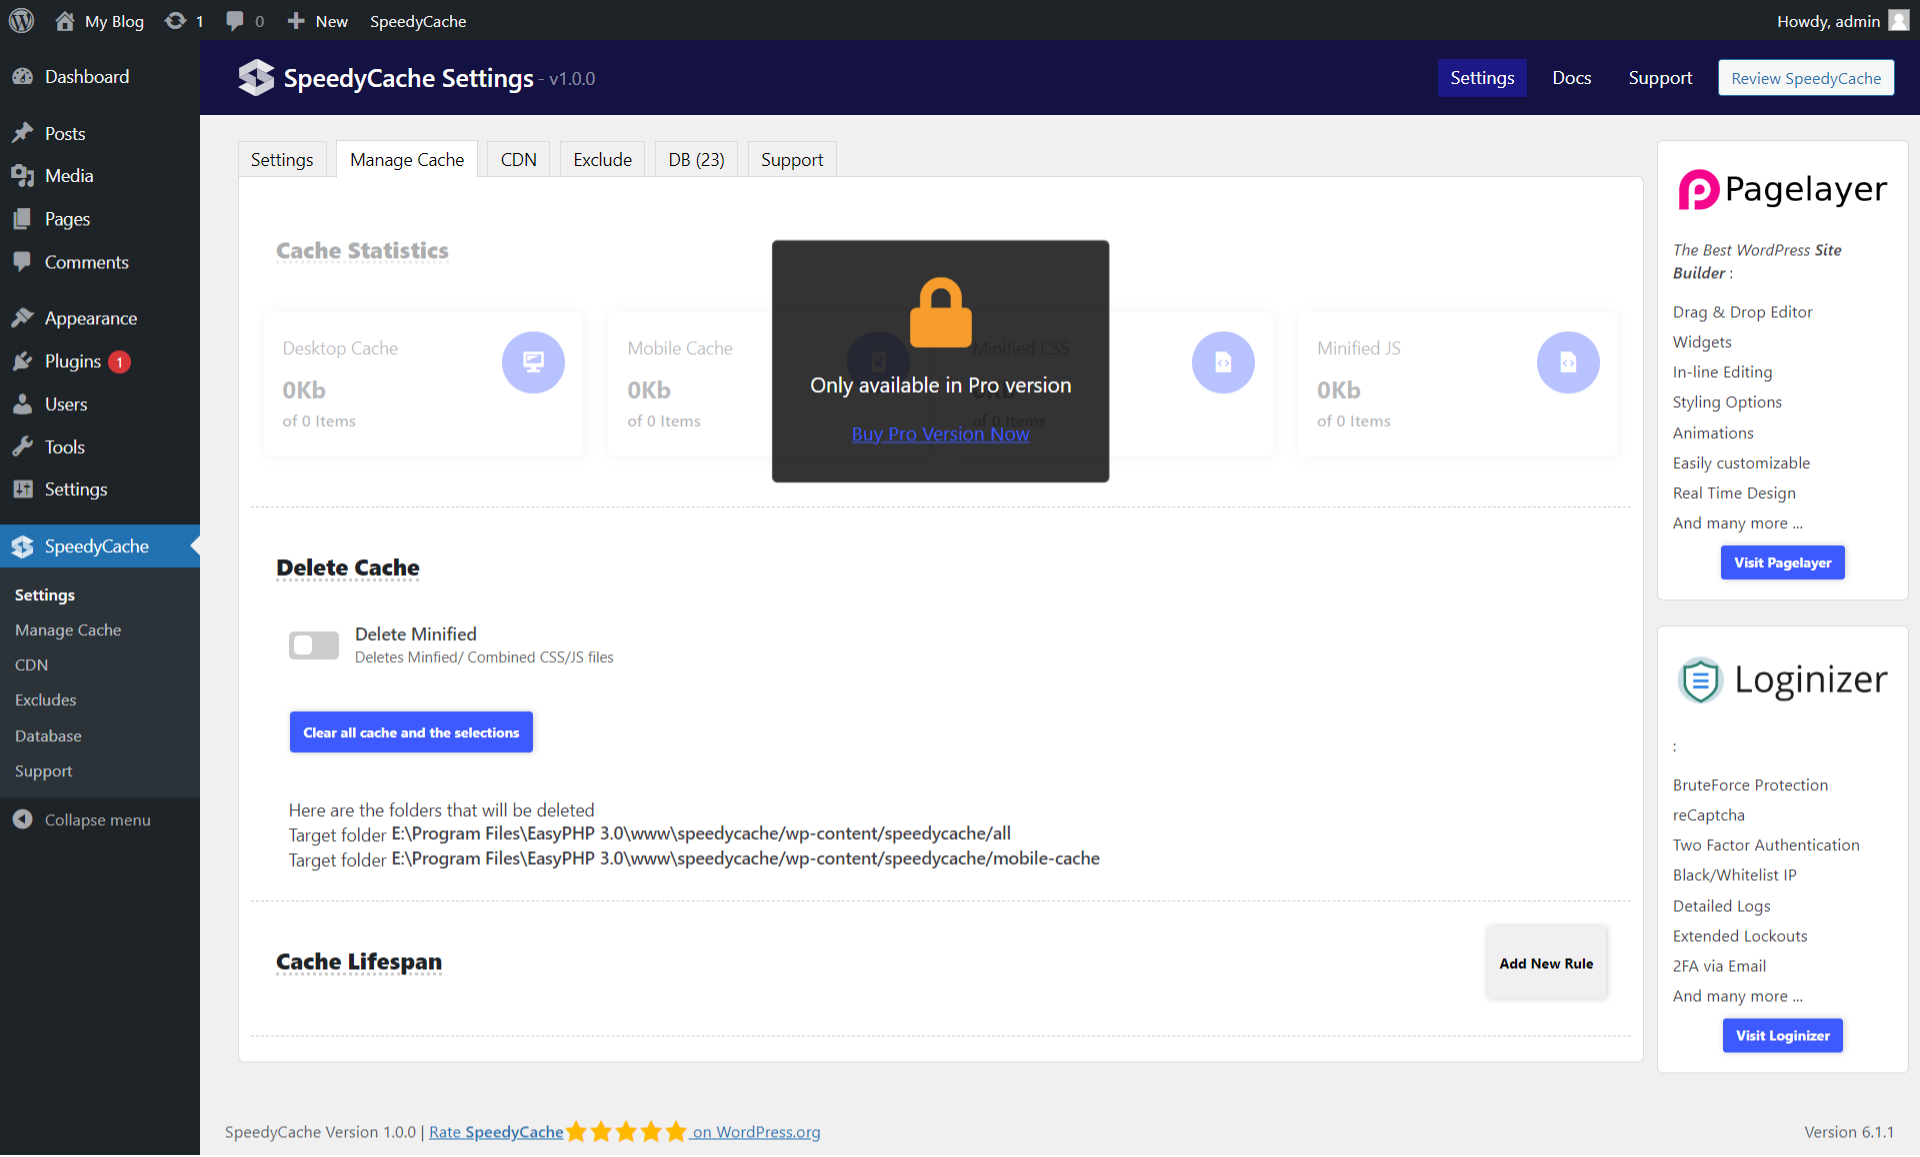 My Blog
1
0
New
SpeedyCache
Howdy, admin
Dashboard
Posts
Media
Pages
Comments
Appearance
Plugins 1
Users
Tools
Settings
SpeedyCache
Settings
Manage Cache
CDN
Excludes
Database
Support
Collapse menu
SpeedyCache Settings - v1.0.0
Settings
Docs
Support
Review SpeedyCache
Settings
Manage Cache
CDN
Exclude
DB (23)
Support
Cache Statistics
Desktop Cache
0Kb
of 0 Items
Mobile Cache
0Kb
of 0 Items
Minified CSS
0Kb
of 0 Items
Minified JS
0Kb
of 0 Items
Only available in Pro version
Buy Pro Version Now
Delete Cache
Delete Minified
Deletes Minfied/ Combined CSS/JS files
Clear all cache and the selections
Here are the folders that will be deleted
Target folder E:\Program Files\EasyPHP 3.0\www\speedycache/wp-content/speedycache/all
Target folder E:\Program Files\EasyPHP 3.0\www\speedycache/wp-content/speedycache/mobile-cache
Cache Lifespan
Add New Rule
Pagelayer
The Best WordPress Site
Builder :
Drag & Drop Editor
Widgets
In-line Editing
Styling Options
Animations
Easily customizable
Real Time Design
And many more ...
Visit Pagelayer
Loginizer
:
BruteForce Protection
reCaptcha
Two Factor Authentication
Black/Whitelist IP
Detailed Logs
Extended Lockouts
2FA via Email
And many more ...
Visit Loginizer
SpeedyCache Version 1.0.0 | Rate SpeedyCache on WordPress.org
Version 6.1.1